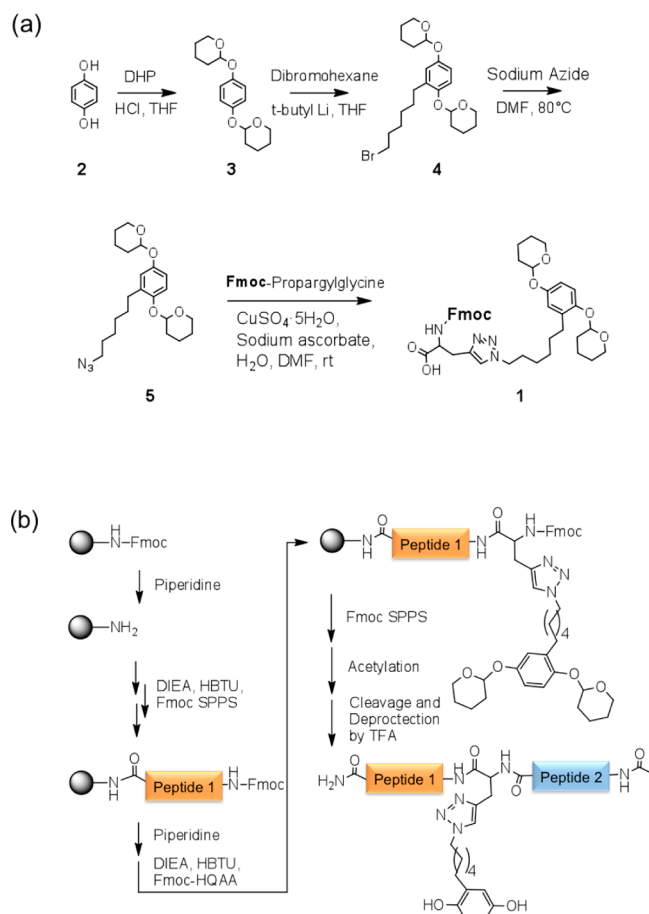 (a)
OH
OH
2
DHP
HCl, THF
O
O
O
O
3
Dibromohexane
t-butyl Li, THF
O
O
O
O
Br
4
Sodium Azide
DMF, 80°C
O
O
O
O
N3
5
Fmoc-Propargylglycine
CuSO4·5H2O,
Sodium ascorbate,
H2O, DMF, rt
Fmoc
HN
O
OH
N=N
N
O
O
O
O
1
(b)
H
N-Fmoc
Piperidine
NH2
DIEA, HBTU,
Fmoc SPPS
O
N
H
Peptide 1
H
N-Fmoc
Piperidine
DIEA, HBTU,
Fmoc-HQAA
O
N
H
Peptide 1
O
NH
H
N-Fmoc
N
N
N
4
O
O
O
O
Fmoc SPPS
Acetylation
Cleavage and
Deproctection
by TFA
O
H2N
Peptide 1
H
N
O
H
N
O
Peptide 2
H
N
O
N
N
N
4
HO
OH